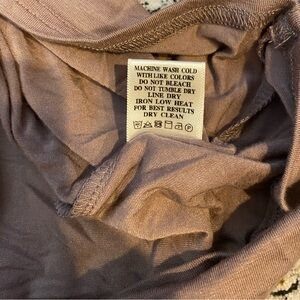 MACHINE WASH COLD
WITH LIKE COLORS
DO NOT BLEACH
DO NOT TUMBLE DRY
LINE DRY
IRON LOW HEAT
FOR BEST RESULTS
DRY CLEAN